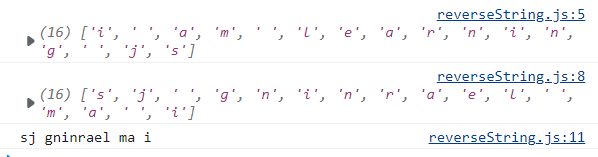 reverseString.js:5
(16) ['i', ' ', 'a', 'm', ' ', 'l', 'e', 'a', 'r', 'n', 'i', 'n',
'g', ' ', 'j', 's']
reverseString.js:8
(16) ['s', 'j', ' ', 'g', 'n', 'i', 'n', 'r', 'a', 'e', 'l', ' ',
'm', 'a', ' ', 'i']
sj gninrael ma i reverseString.js:11